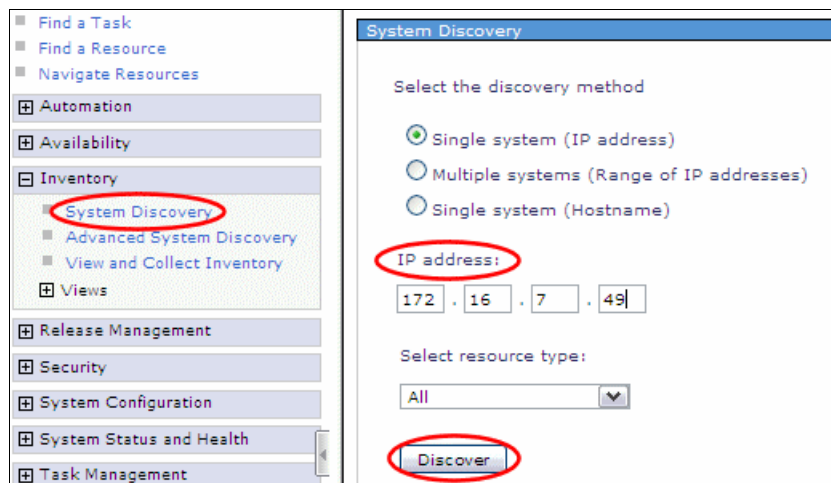 Find a Task
Find a Resource
Navigate Resources
Automation
Availability
Inventory
System Discovery
Advanced System Discovery
View and Collect Inventory
Views
Release Management
Security
System Configuration
System Status and Health
Task Management
System Discovery
Select the discovery method
Single system (IP address)
Multiple systems (Range of IP addresses)
Single system (Hostname)
IP address:
172 . 16 . 7 . 49
Select resource type:
All
Discover